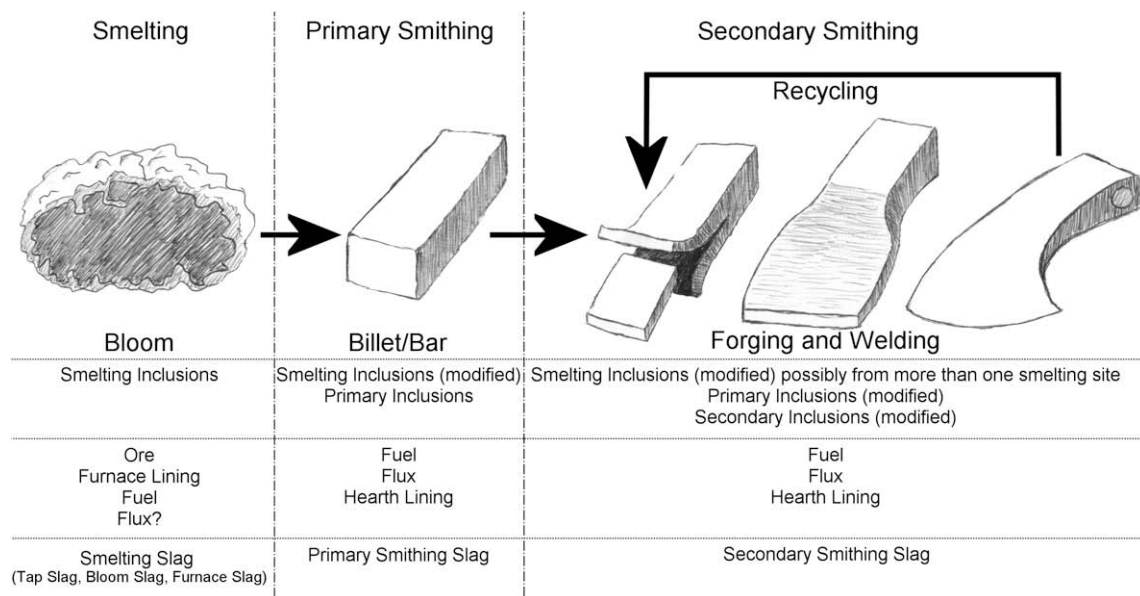 Smelting
Primary Smithing
Secondary Smithing
Recycling
Bloom
Billet/Bar
Forging and Welding
Smelting Inclusions
Smelting Inclusions (modified)
Primary Inclusions
Smelting Inclusions (modified) possibly from more than one smelting site
Primary Inclusions (modified)
Secondary Inclusions (modified)
Ore
Furnace Lining
Fuel
Flux?
Fuel
Flux
Hearth Lining
Fuel
Flux
Hearth Lining
Smelting Slag
(Tap Slag, Bloom Slag, Furnace Slag)
Primary Smithing Slag
Secondary Smithing Slag